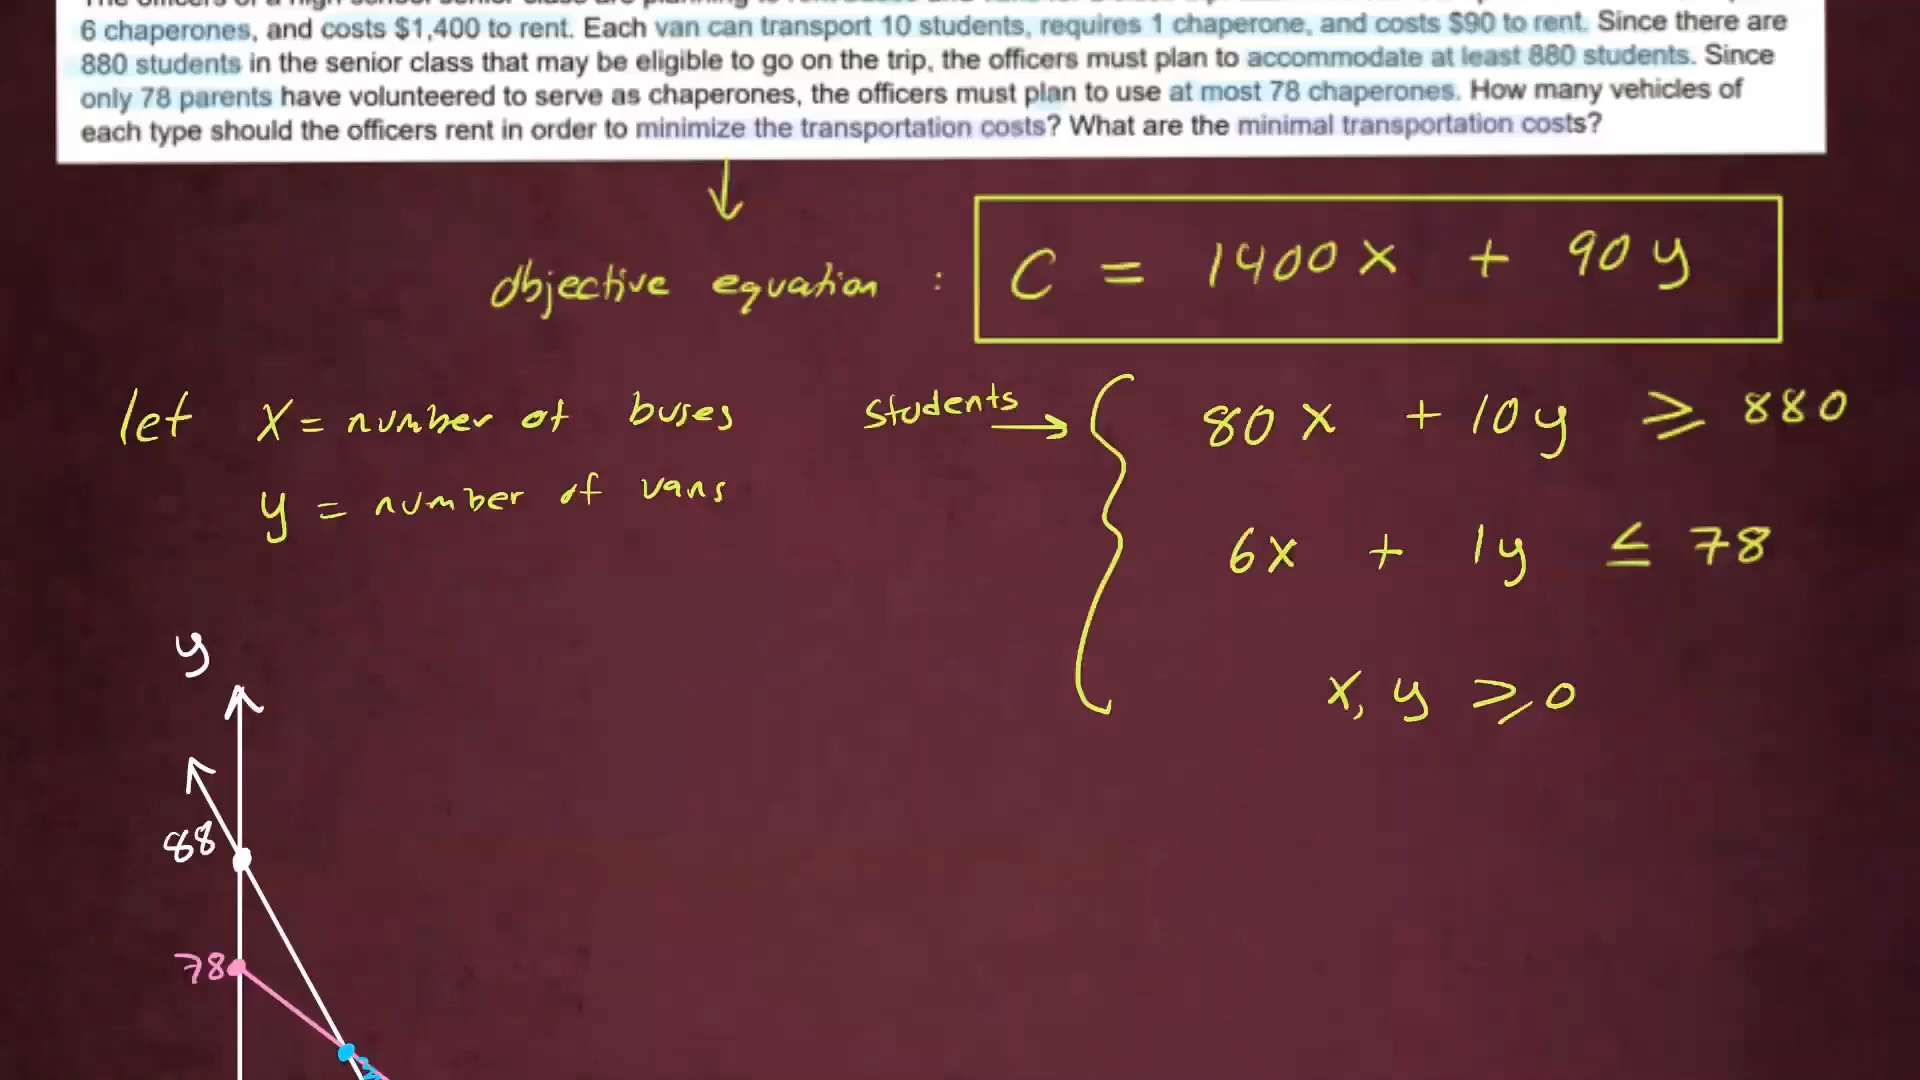 6 chaperones, and costs $1,400 to rent. Each van can transport 10 students, requires 1 chaperone, and costs $90 to rent. Since there are
880 students in the senior class that may be eligible to go on the trip, the officers must plan to accommodate at least 880 students. Since
only 78 parents have volunteered to serve as chaperones, the officers must plan to use at most 78 chaperones. How many vehicles of
each type should the officers rent in order to minimize the transportation costs? What are the minimal transportation costs?
objective equation : C = 1400x + 90y
let x = number of buses
y = number of vans
students → 80x + 10y ≥ 880
6x + 1y ≤ 78
x, y ≥ 0
y
88
78